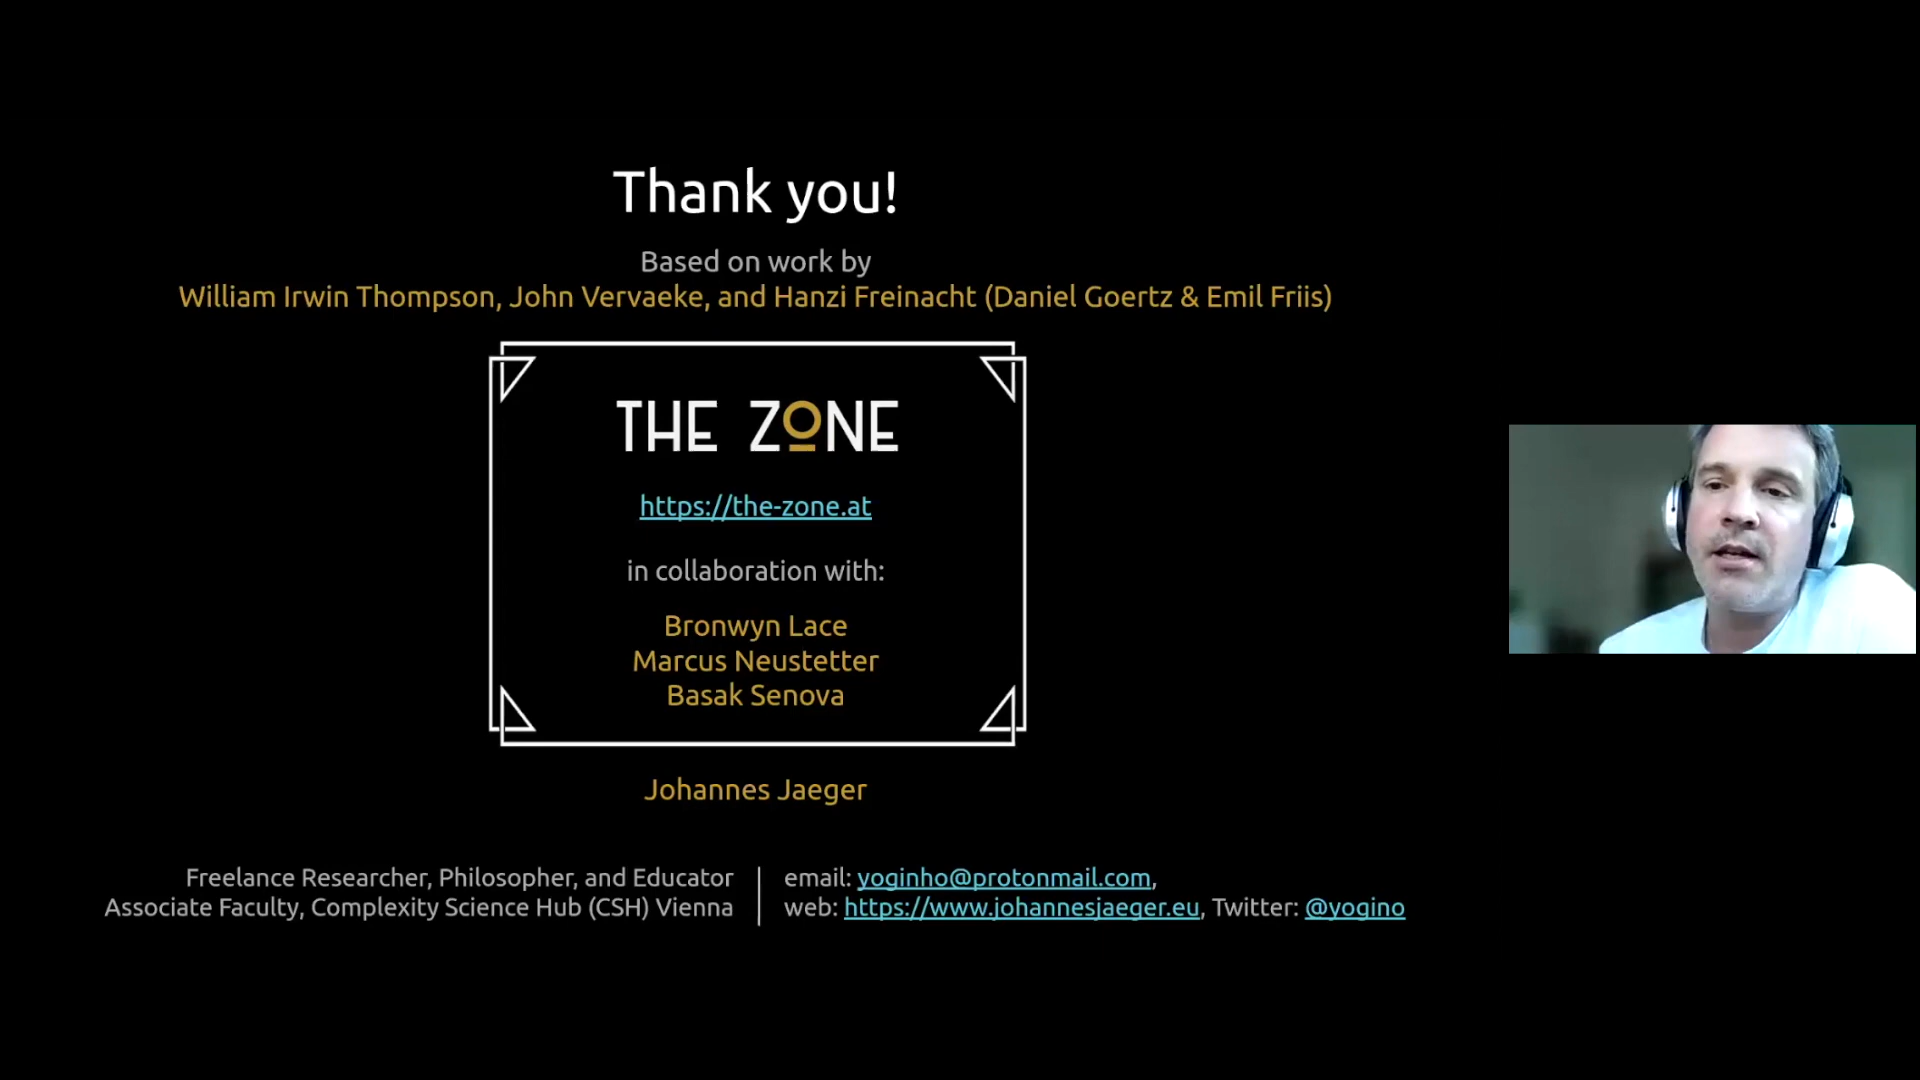 Thank you!
Based on work by
William Irwin Thompson, John Vervaeke, and Hanzi Freinacht (Daniel Goertz & Emil Friis)
THE ZONE
https://the-zone.at
in collaboration with:
Bronwyn Lace
Marcus Neustetter
Basak Senova
Johannes Jaeger
Freelance Researcher, Philosopher, and Educator
Associate Faculty, Complexity Science Hub (CSH) Vienna
email: yoginho@protonmail.com,
web: https://www.johannesjaeger.eu, Twitter: @yogino